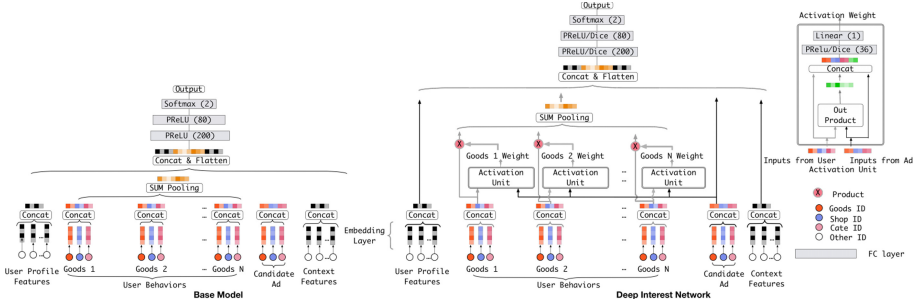 Output
Softmax (2)
PReLU (80)
PReLU (200)
Concat & Flatten
SUM Pooling
Concat
Concat
Concat
...
Concat
Concat
Concat
...
...
...
User Profile
Features
Goods 1
Goods 2
... Goods N
Candidate
Ad
Context
Features
User Behaviors
Base Model
Output
Softmax (2)
PReLU/Dice (80)
PReLU/Dice (200)
Concat & Flatten
SUM Pooling
X
X
X
Goods 1 Weight
Goods 2 Weight
Goods N Weight
Activation
Unit
Activation
Unit
...
Activation
Unit
Embedding
Layer
Concat
Concat
Concat
...
Concat
Concat
Concat
...
...
...
User Profile
Features
Goods 1
Goods 2
...
Goods N
Candidate
Ad
Context
Features
User Behaviors
Deep Interest Network
Activation Weight
Linear (1)
PRelu/Dice (36)
Concat
Out
Product
Inputs from User
Inputs from Ad
Activation Unit
X Product
Goods ID
Shop ID
Cate ID
Other ID
FC layer